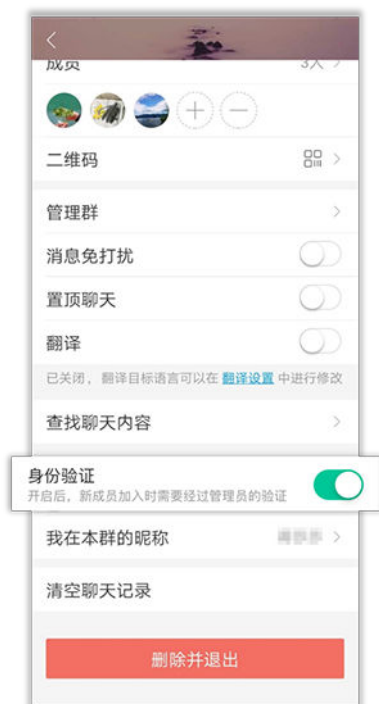 成员 3人
二维码
管理群
消息免打扰
置顶聊天
翻译
已关闭，翻译目标语言可以在 翻译设置 中进行修改
查找聊天内容
身份验证
开启后，新成员加入时需要经过管理员的验证
我在本群的昵称
清空聊天记录
删除并退出